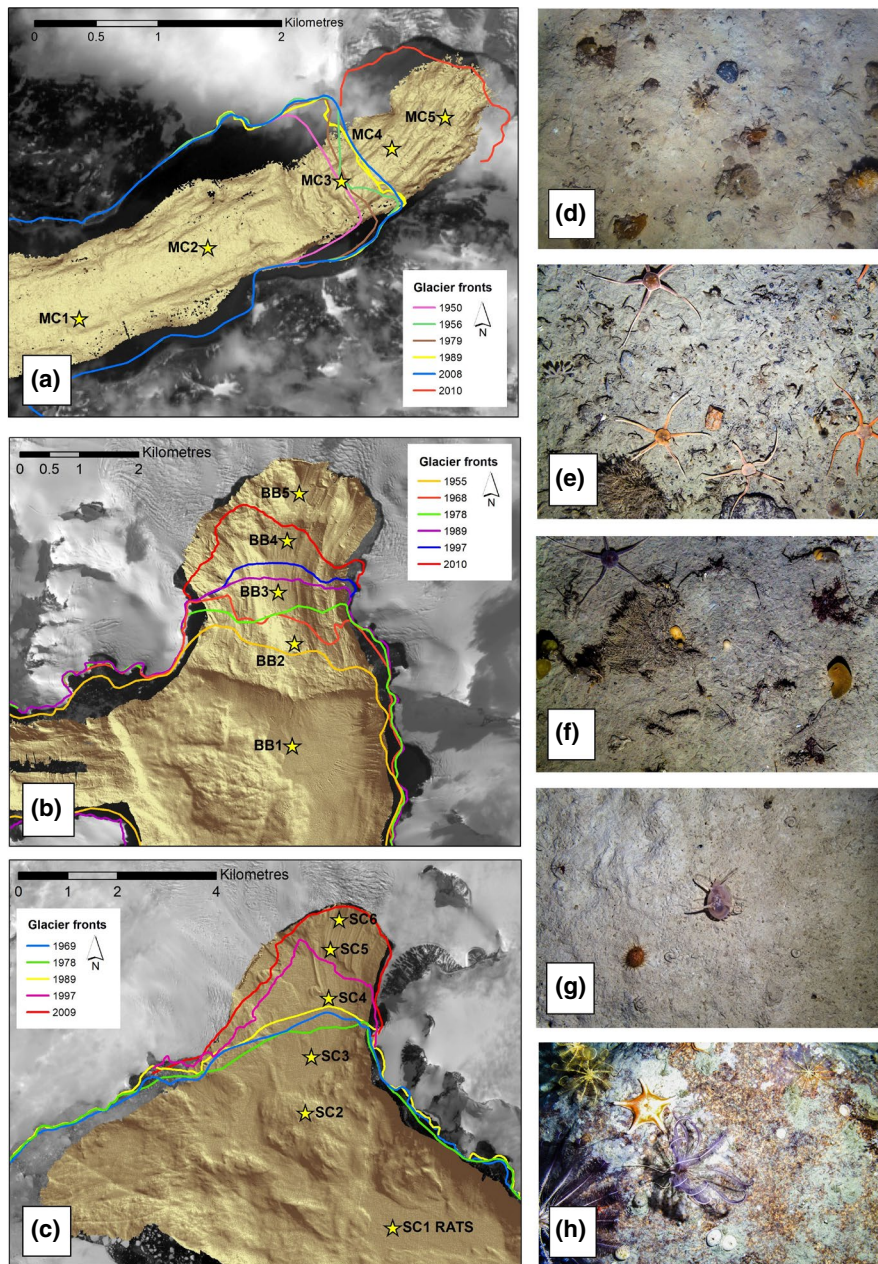 Kilometres
0 0.5 1 2
MC5
MC4
MC3
MC2
MC1
Glacier fronts
1950
1956
1979
1989
2008
2010
N
(a)
Kilometres
0 0.5 1 2
Glacier fronts
1955
1968
1978
1989
1997
2010
N
BB5
BB4
BB3
BB2
BB1
(b)
Kilometres
0 1 2 4
Glacier fronts
1969
1978
1989
1997
2009
N
SC6
SC5
SC4
SC3
SC2
SC1 RATS
(c)
(d)
(e)
(f)
(g)
(h)